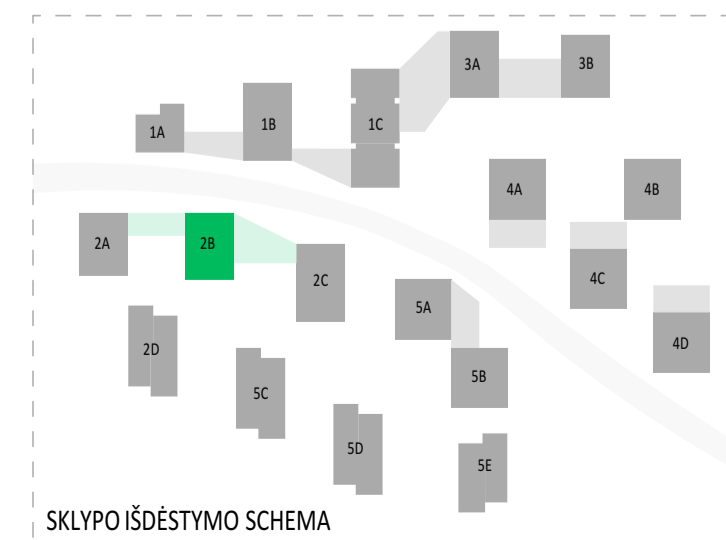 3A
3B
1A
1B
1C
4A
4B
2A
2B
2C
4C
5A
4D
2D
5B
5C
5D
5E
SKLYPO IŠDĖSTYMO SCHEMA